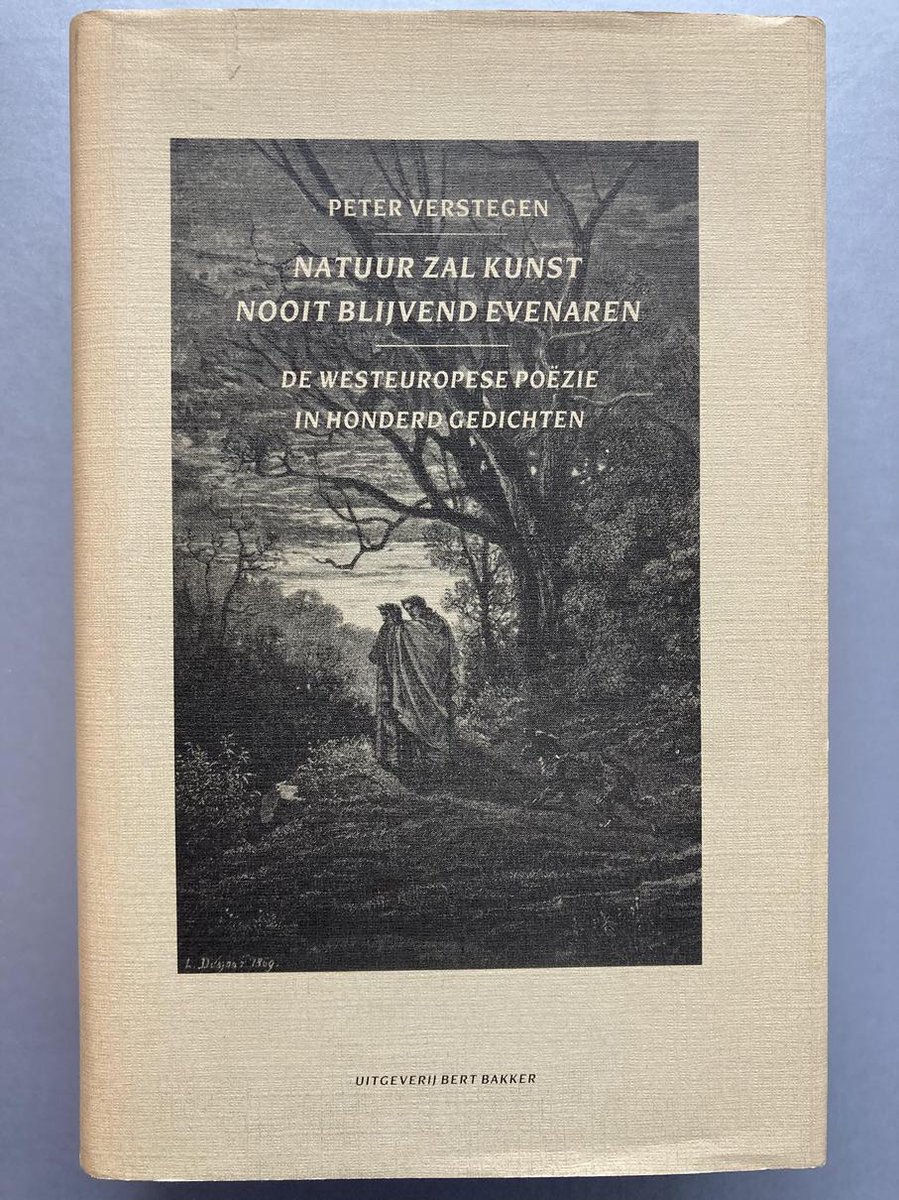 PETER VERSTEGEN
NATUUR ZAL KUNST
NOOIT BLIJVEND EVENAREN
DE WESTEUROPESE POËZIE
IN HONDERD GEDICHTEN
UITGEVERIJ BERT BAKKER